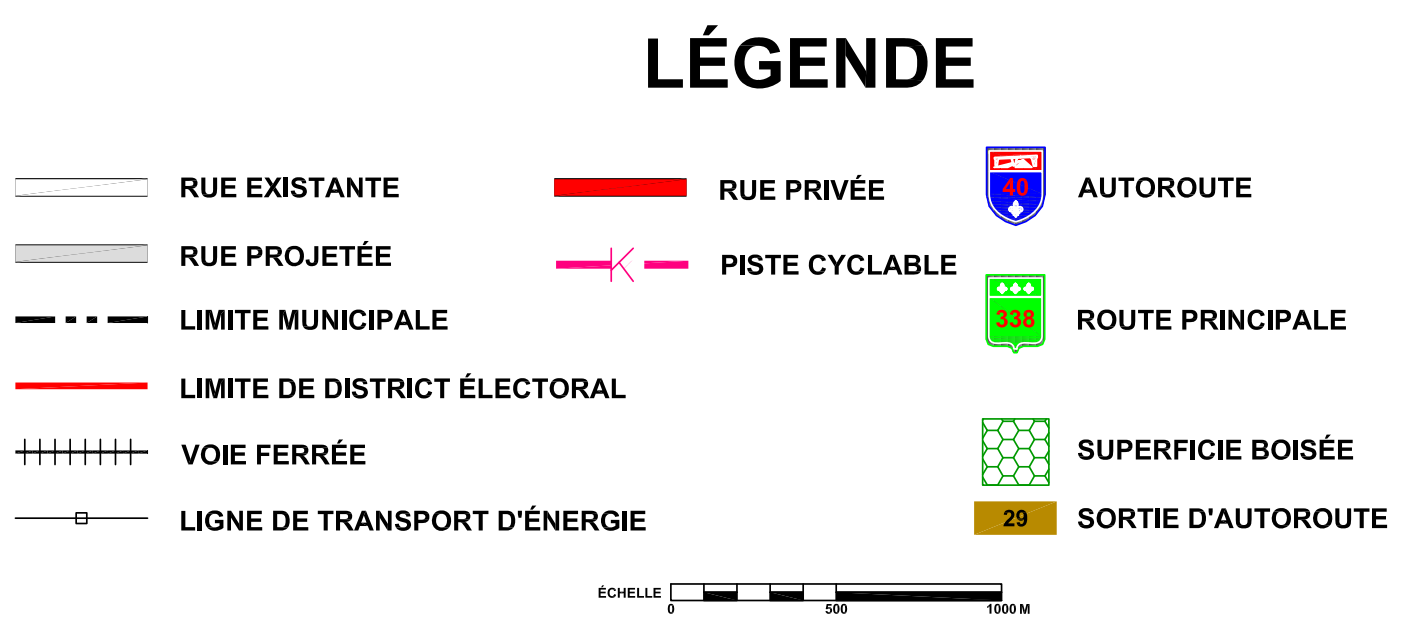 LÉGENDE
RUE EXISTANTE
RUE PROJETÉE
LIMITE MUNICIPALE
LIMITE DE DISTRICT ÉLECTORAL
VOIE FERRÉE
LIGNE DE TRANSPORT D'ÉNERGIE
RUE PRIVÉE
PISTE CYCLABLE
40 AUTOROUTE
338 ROUTE PRINCIPALE
SUPERFICIE BOISÉE
29 SORTIE D'AUTOROUTE
ÉCHELLE
0 500 1000 M